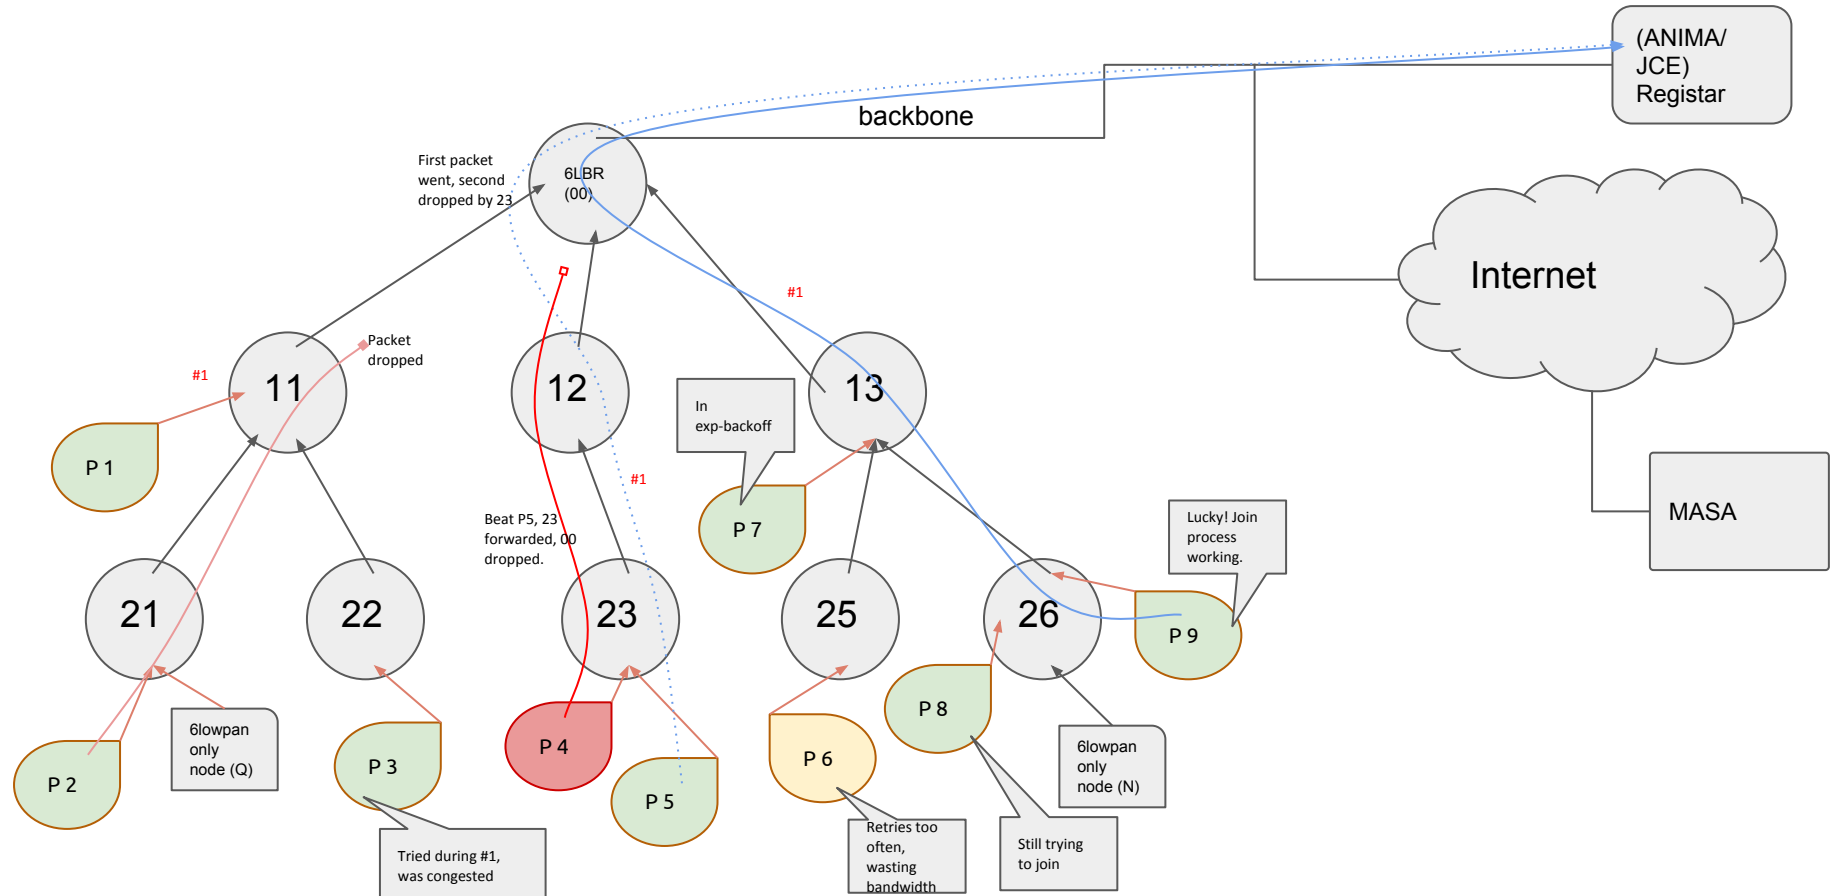 (ANIMA/
JCE)
Registar
backbone
First packet
went, second
dropped by 23
6LBR
(00)
Internet
#1
Packet
dropped
#1
11
12
13
In
exp-backoff
P 1
#1
MASA
P 7
Beat P5, 23
forwarded, 00
dropped.
Lucky! Join
process
working.
21
22
23
25
26
P 9
6lowpan
only
node (Q)
P 2
P 3
P 4
P 5
P 6
P 8
6lowpan
only
node (N)
Tried during #1,
was congested
Retries too
often,
wasting
bandwidth
Still trying
to join